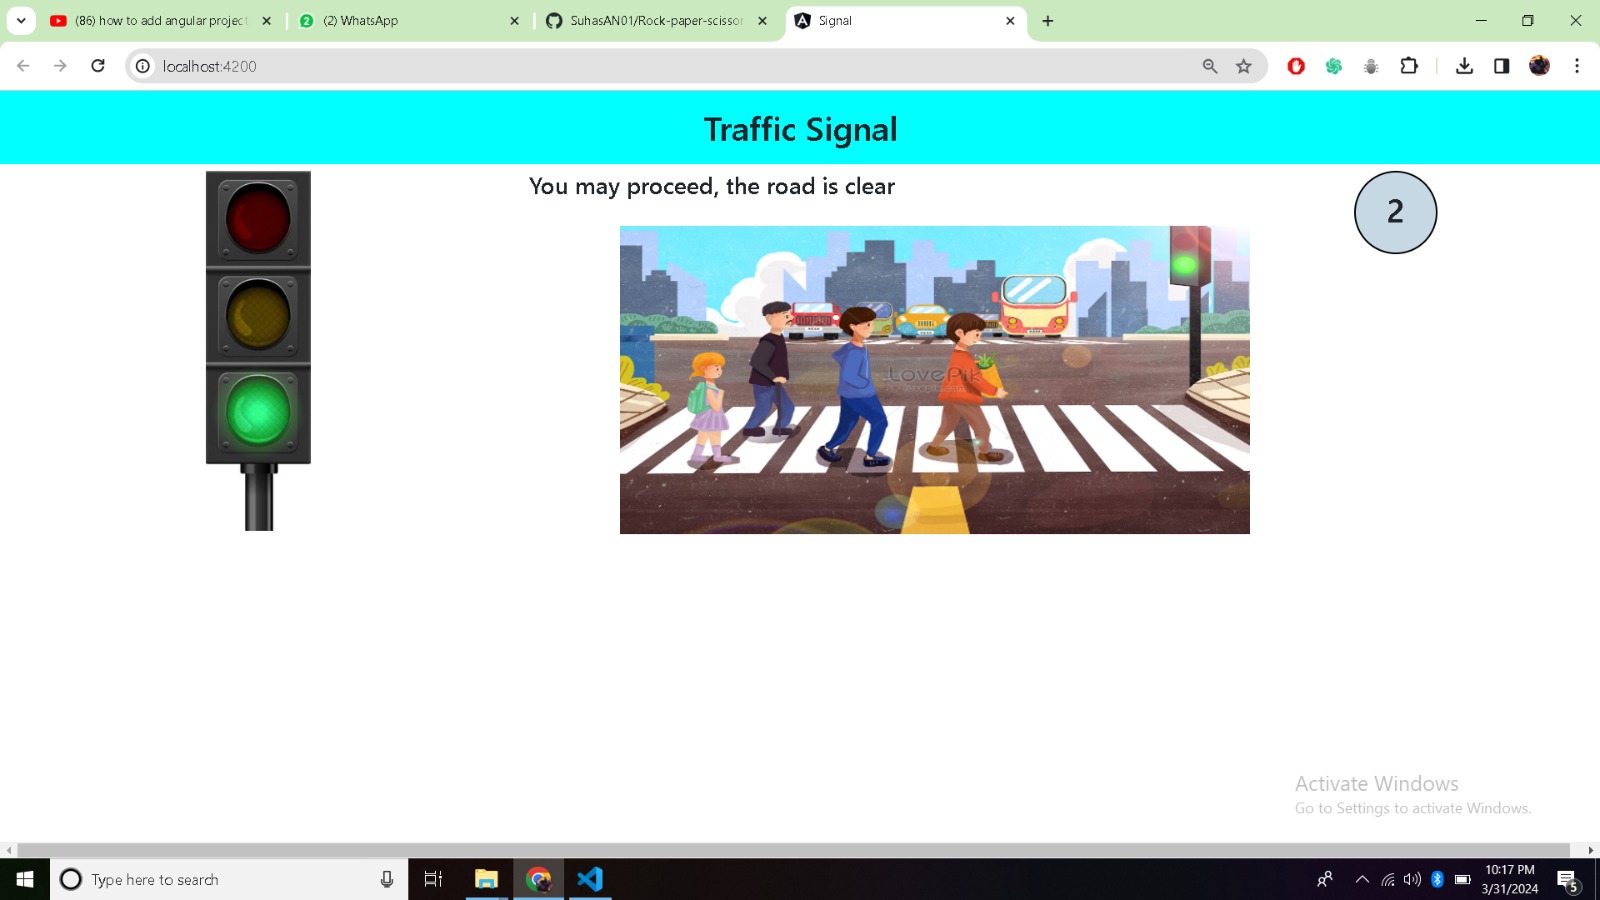 (86) how to add angular project
2
(2) WhatsApp
SuhasAN01/Rock-paper-scissor
Signal
localhost:4200
Traffic Signal
You may proceed, the road is clear
2
LovePik
Activate Windows
Go to Settings to activate Windows.
Type here to search
10:17 PM
3/31/2024
5